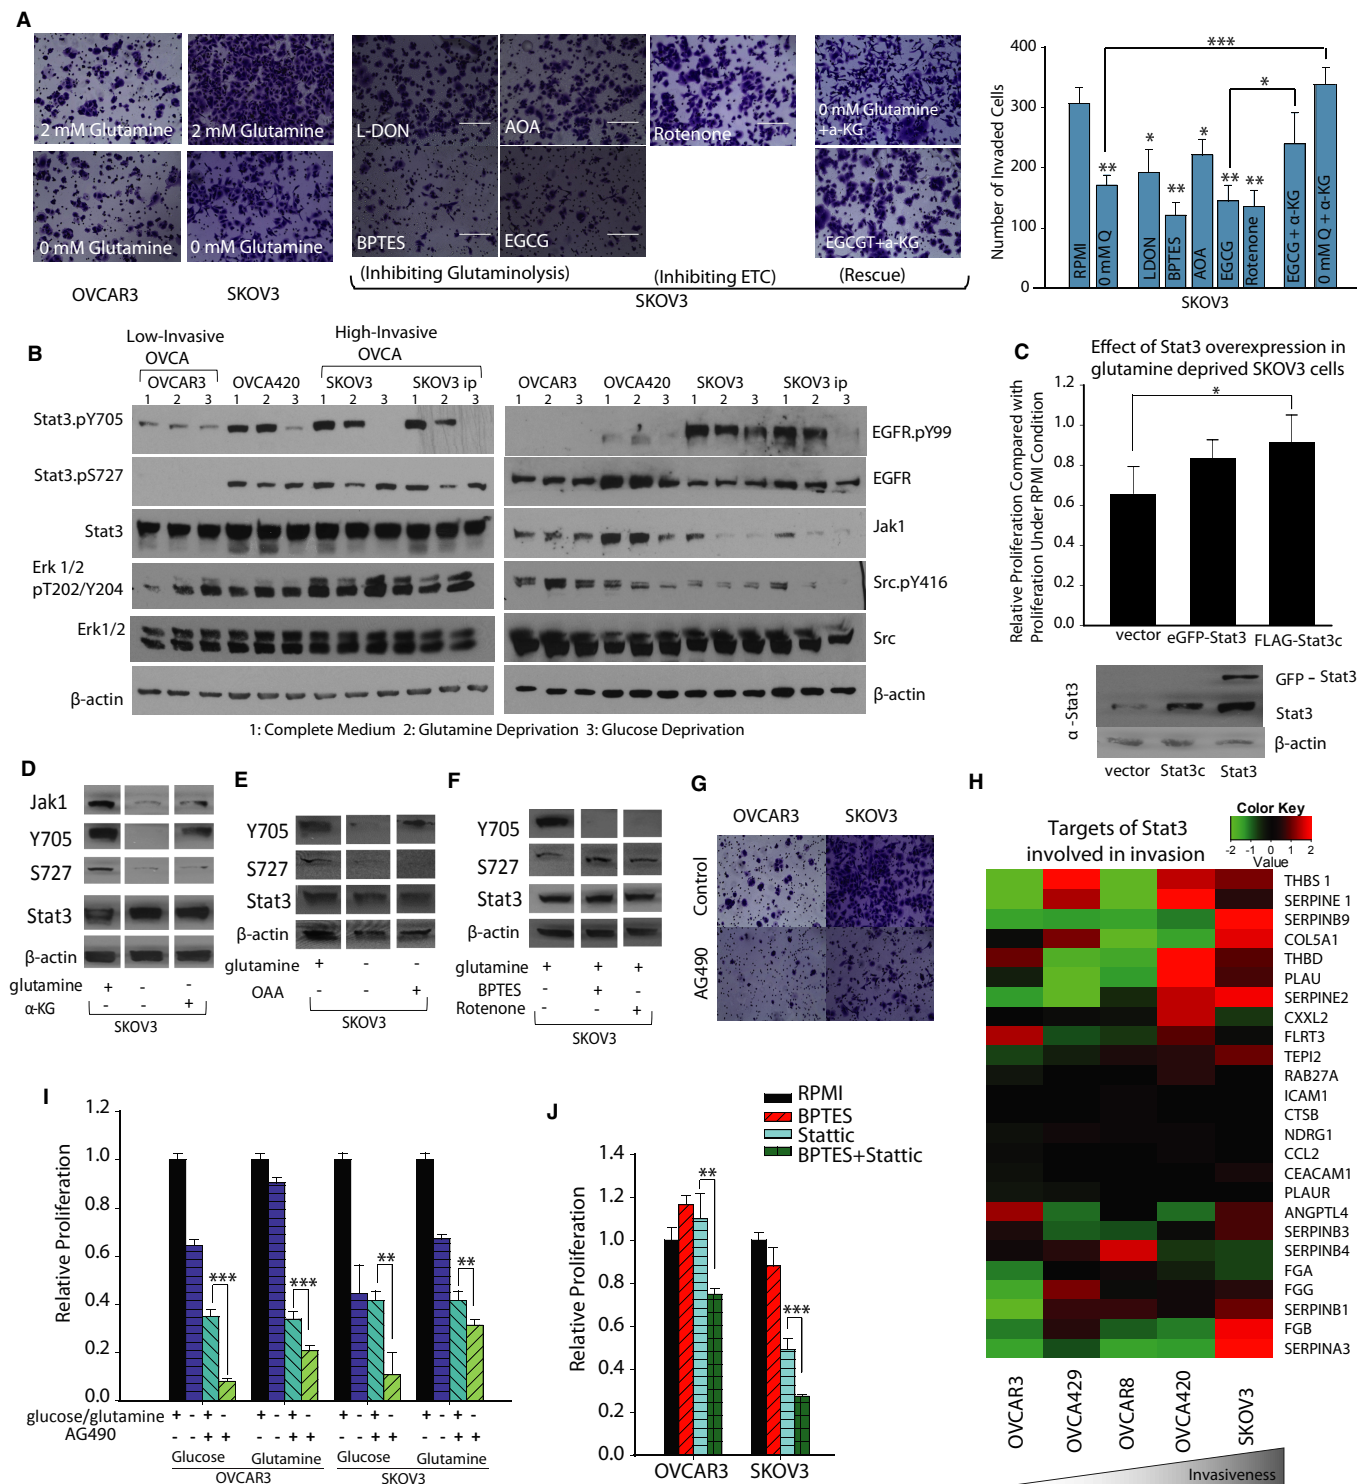 A
2 mM Glutamine
2 mM Glutamine
0 mM Glutamine
0 mM Glutamine
OVCAR3
SKOV3
L-DON
AOA
BPTES
EGCG
Rotenone
0 mM Glutamine
+a-KG
EGCGT+a-KG
(Inhibiting Glutaminolysis)
(Inhibiting ETC)
(Rescue)
SKOV3
Number of Invaded Cells
400
300
200
100
0
***
*
**
*
**
*
**
**
RPMI
0 mM Q
LDON
BPTES
AOA
EGCG
Rotenone
EGCG + α-KG
0 mM Q + α-KG
SKOV3
B
Low-Invasive
OVCA
High-Invasive
OVCA
OVCAR3
OVCA420
SKOV3
SKOV3 ip
1 2 3 1 2 3 1 2 3 1 2 3
Stat3.pY705
Stat3.pS727
Stat3
Erk 1/2
pT202/Y204
Erk1/2
β-actin
OVCAR3
OVCA420
SKOV3
SKOV3 ip
1 2 3 1 2 3 1 2 3 1 2 3
EGFR.pY99
EGFR
Jak1
Src.pY416
Src
β-actin
1: Complete Medium 2: Glutamine Deprivation 3: Glucose Deprivation
C
Effect of Stat3 overexpression in
glutamine deprived SKOV3 cells
Relative Proliferation Compared with
Proliferation Under RPMI Condition
1.2
1.0
0.8
0.6
0.4
0.2
0.0
*
vector
eGFP-Stat3
FLAG-Stat3c
α -Stat3
GFP – Stat3
Stat3
β-actin
vector
Stat3c
Stat3
D
Jak1
Y705
S727
Stat3
β-actin
glutamine + - -
α-KG - - +
SKOV3
E
Y705
S727
Stat3
β-actin
glutamine + - -
OAA - - +
SKOV3
F
Y705
S727
Stat3
β-actin
glutamine + + +
BPTES - + -
Rotenone - - +
SKOV3
G
OVCAR3
SKOV3
Control
AG490
H
Targets of Stat3
involved in invasion
Color Key
-2 -1 0 1 2
Value
THBS 1
SERPINE 1
SERPINB9
COL5A1
THBD
PLAU
SERPINE2
CXXL2
FLRT3
TEPI2
RAB27A
ICAM1
CTSB
NDRG1
CCL2
CEACAM1
PLAUR
ANGPTL4
SERPINB3
SERPINB4
FGA
FGG
SERPINB1
FGB
SERPINA3
OVCAR3
OVCA429
OVCAR8
OVCA420
SKOV3
Invasiveness
I
Relative Proliferation
1.2
1.0
0.8
0.6
0.4
0.2
0.0
***
***
**
**
glucose/glutamine + - + - + - + - + - + - + - + -
AG490 - - + + - - + + - - + + - - + +
Glucose
Glutamine
Glucose
Glutamine
OVCAR3
SKOV3
J
RPMI
BPTES
Stattic
BPTES+Stattic
Relative Proliferation
1.4
1.2
1.0
0.8
0.6
0.4
0.2
0.0
**
***
OVCAR3
SKOV3